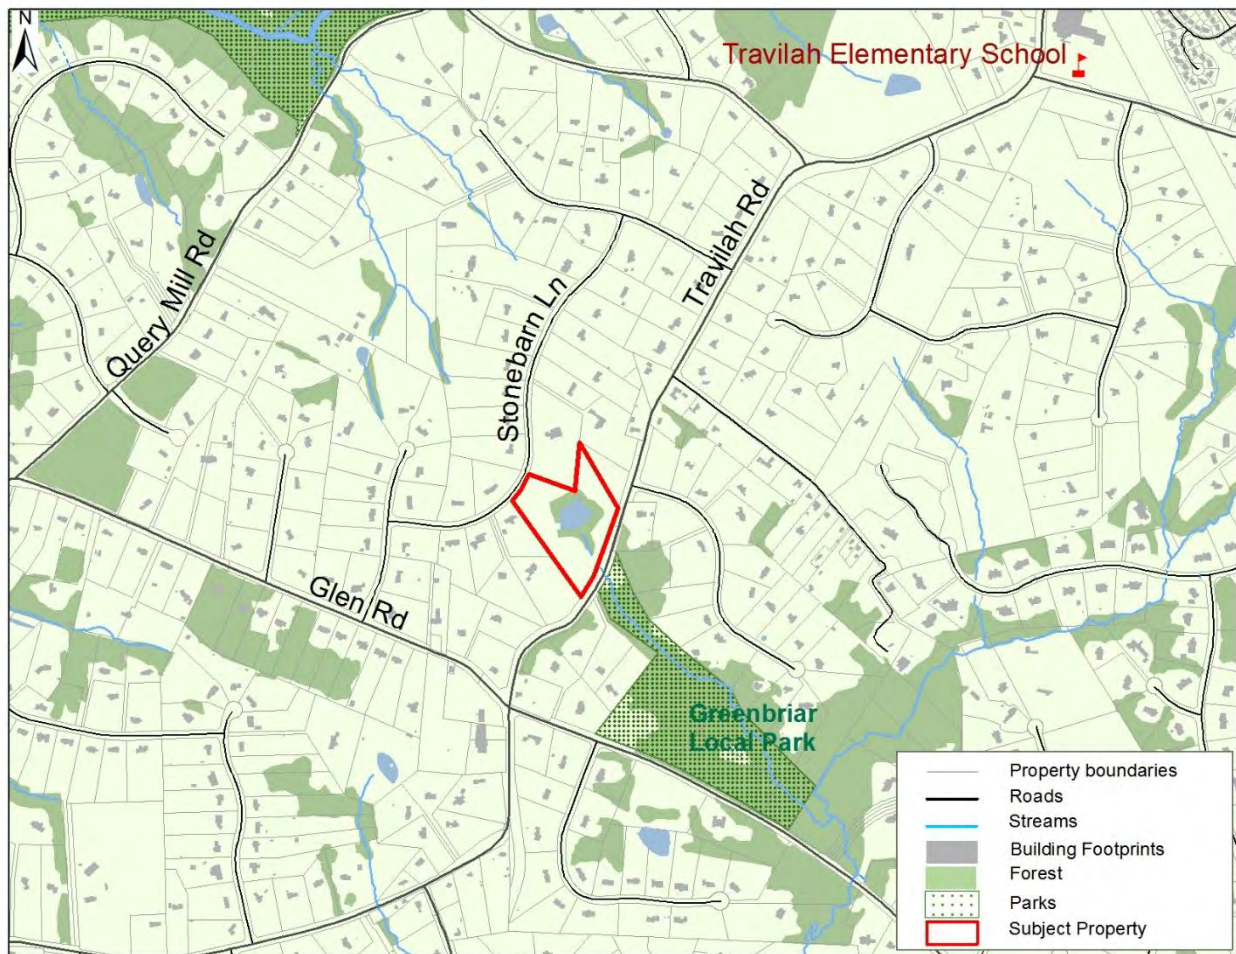 N
Travilah Elementary School
Travilah Rd
Query Mill Rd
Stonebarn Ln
Glen Rd
Greenbriar
Local Park
Property boundaries
Roads
Streams
Building Footprints
Forest
Parks
Subject Property